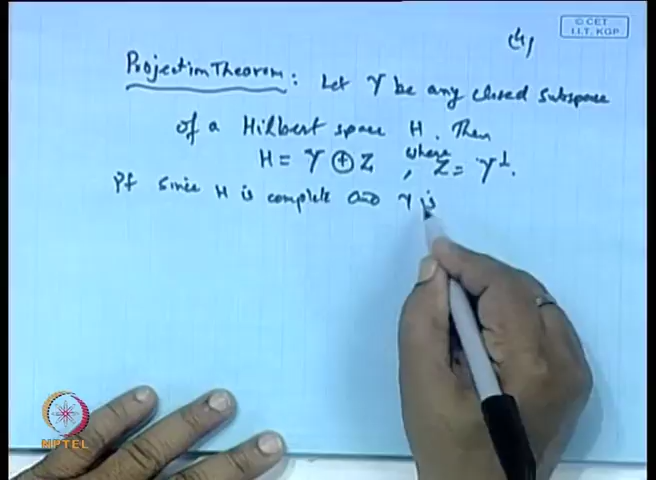 © CET
I.I.T. KGP
Projection Theorem : Let Y be any closed subspace
of a Hilbert space H. Then
H = Y ⊕ Z , where Z = Y⊥.
Pf Since H is complete and Y is
NPTEL